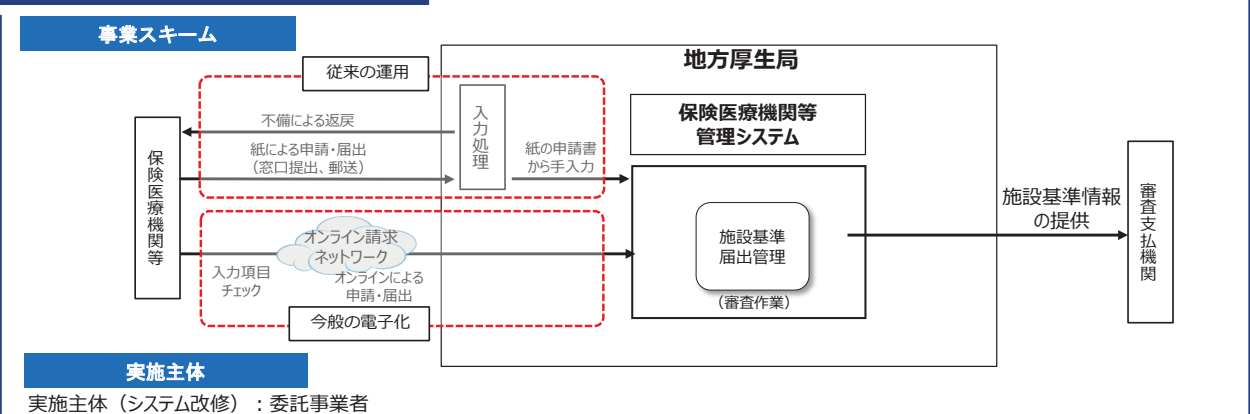 事業スキーム
地方厚生局
従来の運用
保険医療機関等
管理システム
保険医療機関等
不備による返戻
紙による申請・届出
（窓口提出、郵送）
入力処理
紙の申請書
から手入力
施設基準
届出管理
（審査作業）
施設基準情報
の提供
審査支払機関
オンライン請求
ネットワーク
入力項目
チェック
オンラインによる
申請・届出
今般の電子化
実施主体
実施主体（システム改修）：委託事業者